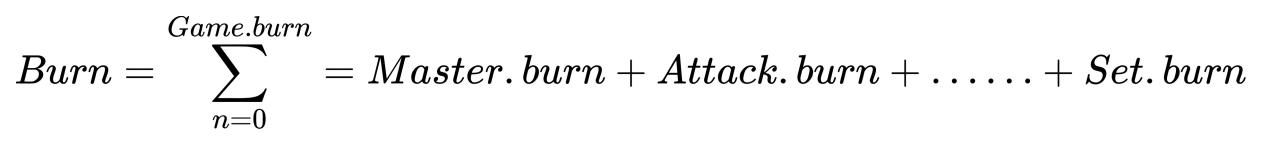 Game.burn
Burn = ∑ = Master.burn + Attack.burn + ...... + Set.burn
n=0